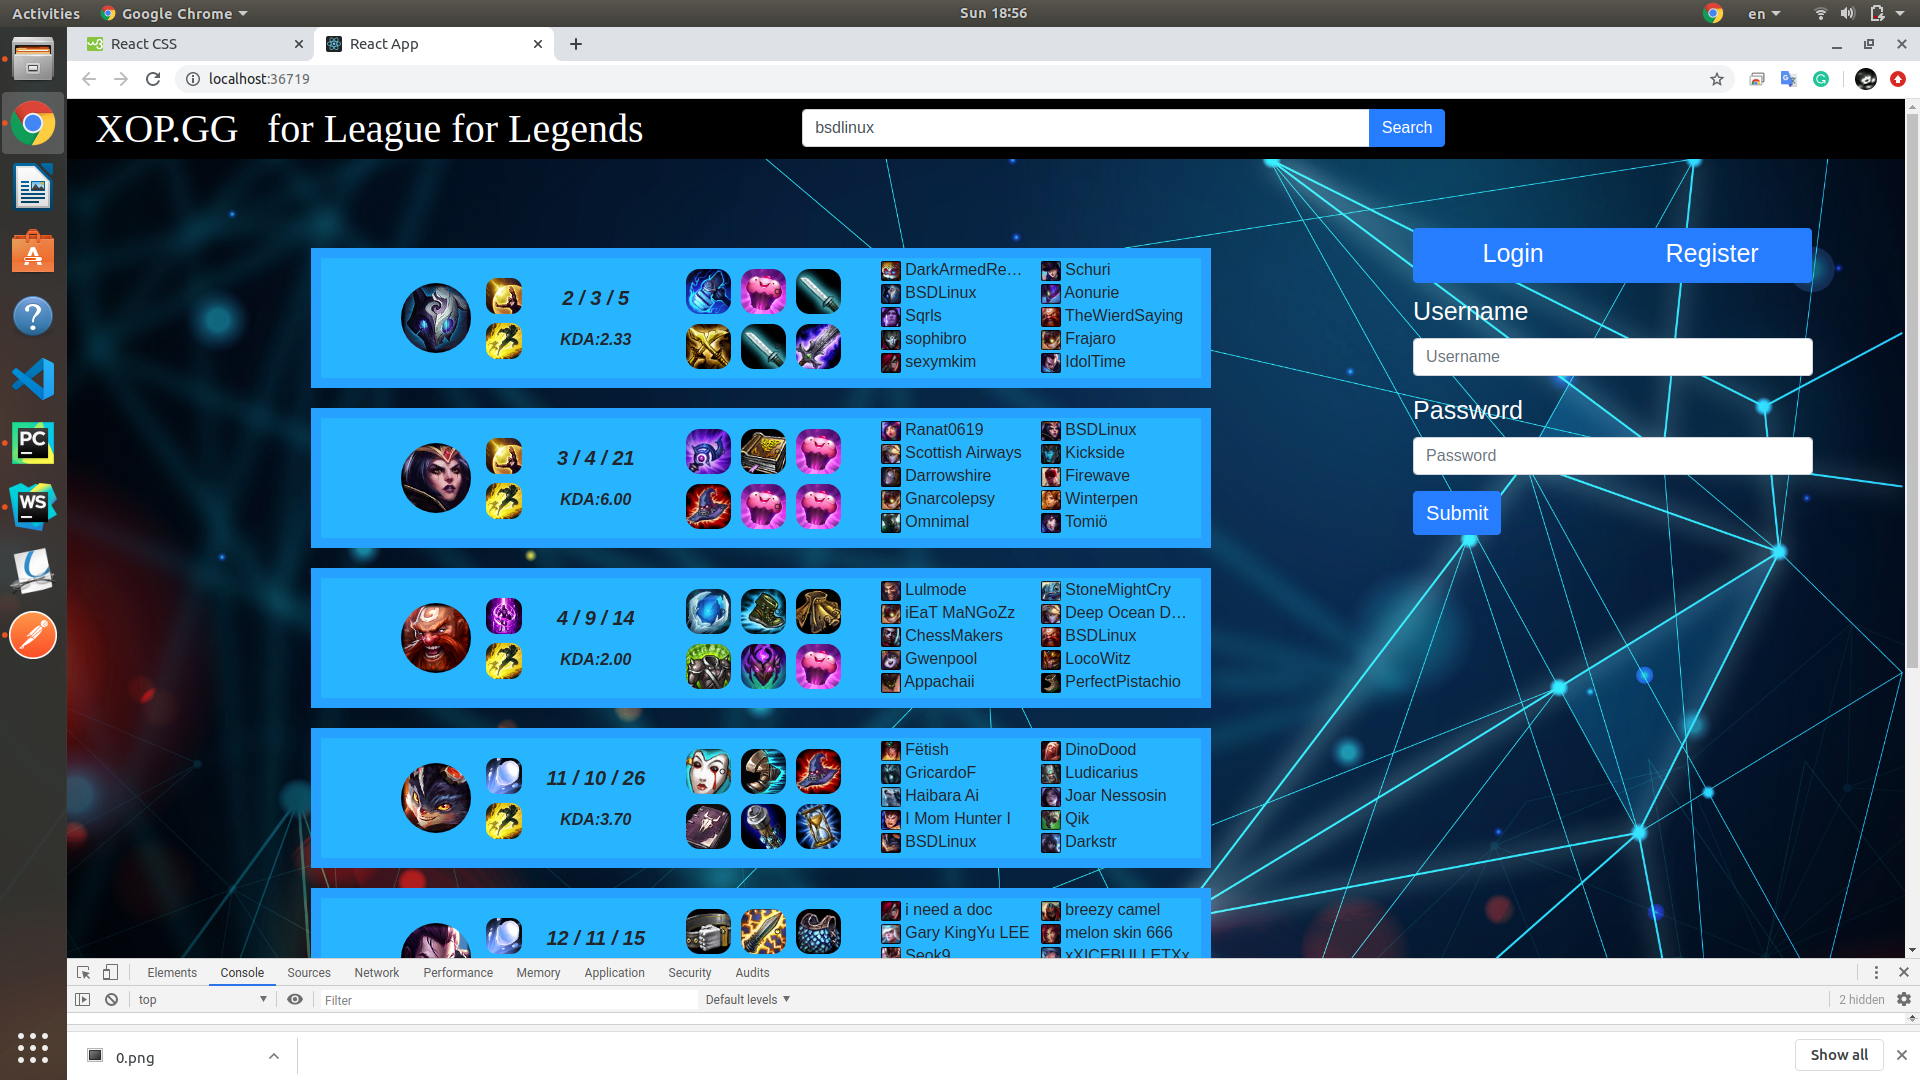 Activities
Google Chrome
Sun 18:56
en
React CSS
React App
localhost:36719
XOP.GG for League for Legends
bsdlinux
Search
2 / 3 / 5
KDA:2.33
DarkArmedRe…
BSDLinux
Sqrls
sophibro
sexymkim
Schuri
Aonurie
TheWierdSaying
Frajaro
IdolTime
3 / 4 / 21
KDA:6.00
Ranat0619
Scottish Airways
Darrowshire
Gnarcolepsy
Omnimal
BSDLinux
Kickside
Firewave
Winterpen
Tomiö
4 / 9 / 14
KDA:2.00
Lulmode
iEaT MaNGoZz
ChessMakers
Gwenpool
Appachaii
StoneMightCry
Deep Ocean D…
BSDLinux
LocoWitz
PerfectPistachio
11 / 10 / 26
KDA:3.70
Fëtish
GricardoF
Haibara Ai
I Mom Hunter I
BSDLinux
DinoDood
Ludicarius
Joar Nessosin
Qik
Darkstr
12 / 11 / 15
i need a doc
Gary KingYu LEE
Seok9
breezy camel
melon skin 666
xXICEBULLETXx
Login
Register
Username
Username
Password
Password
Submit
PC
WS
Elements
Console
Sources
Network
Performance
Memory
Application
Security
Audits
top
Filter
Default levels
2 hidden
0.png
Show all